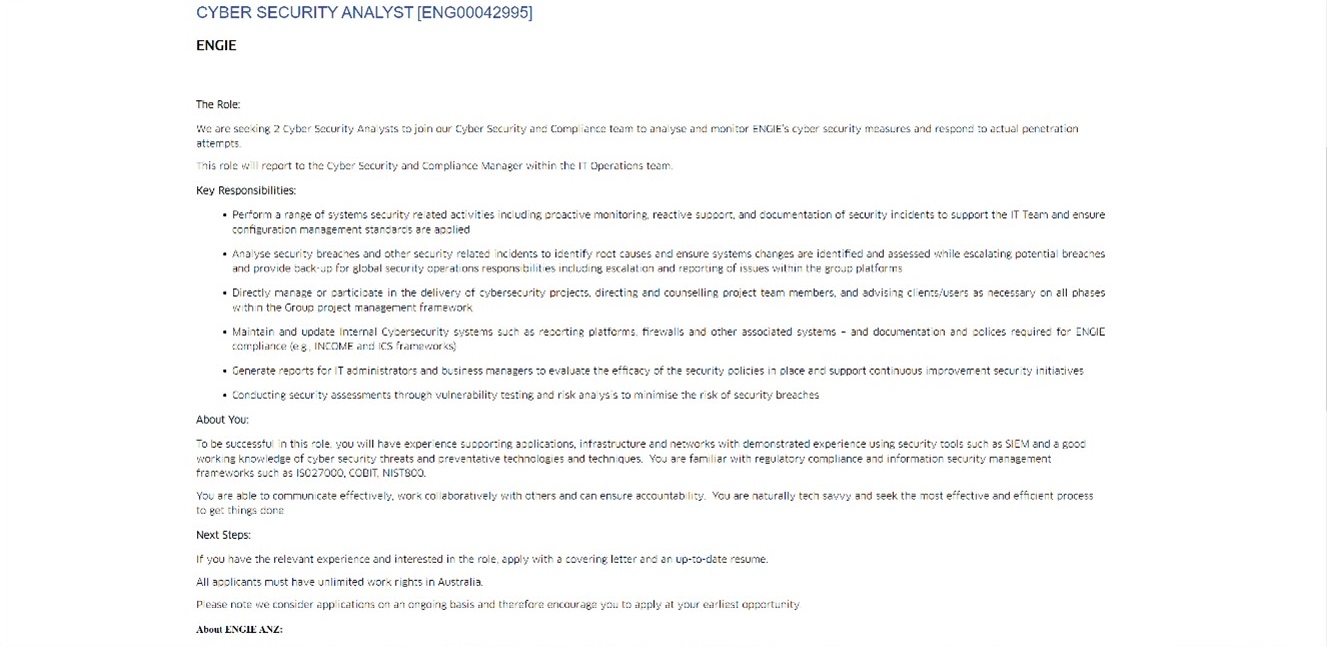 CYBER SECURITY ANALYST [ENG00042995]
ENGIE
The Role:
We are seeking 2 Cyber Security Analysts to join our Cyber Security and Compliance team to analyse and monitor ENGIE's cyber security measures and respond to actual penetration
attempts.
This role will report to the Cyber Security and Compliance Manager within the IT Operations team.
Key Responsibilities:
• Perform a range of systems security related activities including proactive monitoring, reactive support, and documentation of security incidents to support the IT Team and ensure
configuration management standards are applied
• Analyse security breaches and other security related incidents to identify root causes and ensure systems changes are identified and assessed while escalating potential breaches
and provide back-up for global security operations responsibilities including escalation and reporting of issues within the group platforms
• Directly manage or participate in the delivery of cybersecurity projects, directing and counselling project team members, and advising clients/users as necessary on all phases
within the Group project management framework
• Maintain and update Internal Cybersecurity systems such as reporting platforms, firewalls and other associated systems – and documentation and polices required for ENGIE
compliance (e.g., INCOME and ICS frameworks)
• Generate reports for IT administrators and business managers to evaluate the efficacy of the security policies in place and support continuous improvement security initiatives
• Conducting security assessments through vulnerability testing and risk analysis to minimise the risk of security breaches
About You:
To be successful in this role, you will have experience supporting applications, infrastructure and networks with demonstrated experience using security tools such as SIEM and a good
working knowledge of cyber security threats and preventative technologies and techniques. You are familiar with regulatory compliance and information security management
frameworks such as ISO27000, COBIT, NIST800.
You are able to communicate effectively, work collaboratively with others and can ensure accountability. You are naturally tech savvy and seek the most effective and efficient process
to get things done
Next Steps:
If you have the relevant experience and interested in the role, apply with a covering letter and an up-to-date resume.
All applicants must have unlimited work rights in Australia.
Please note we consider applications on an ongoing basis and therefore encourage you to apply at your earliest opportunity
About ENGIE ANZ: